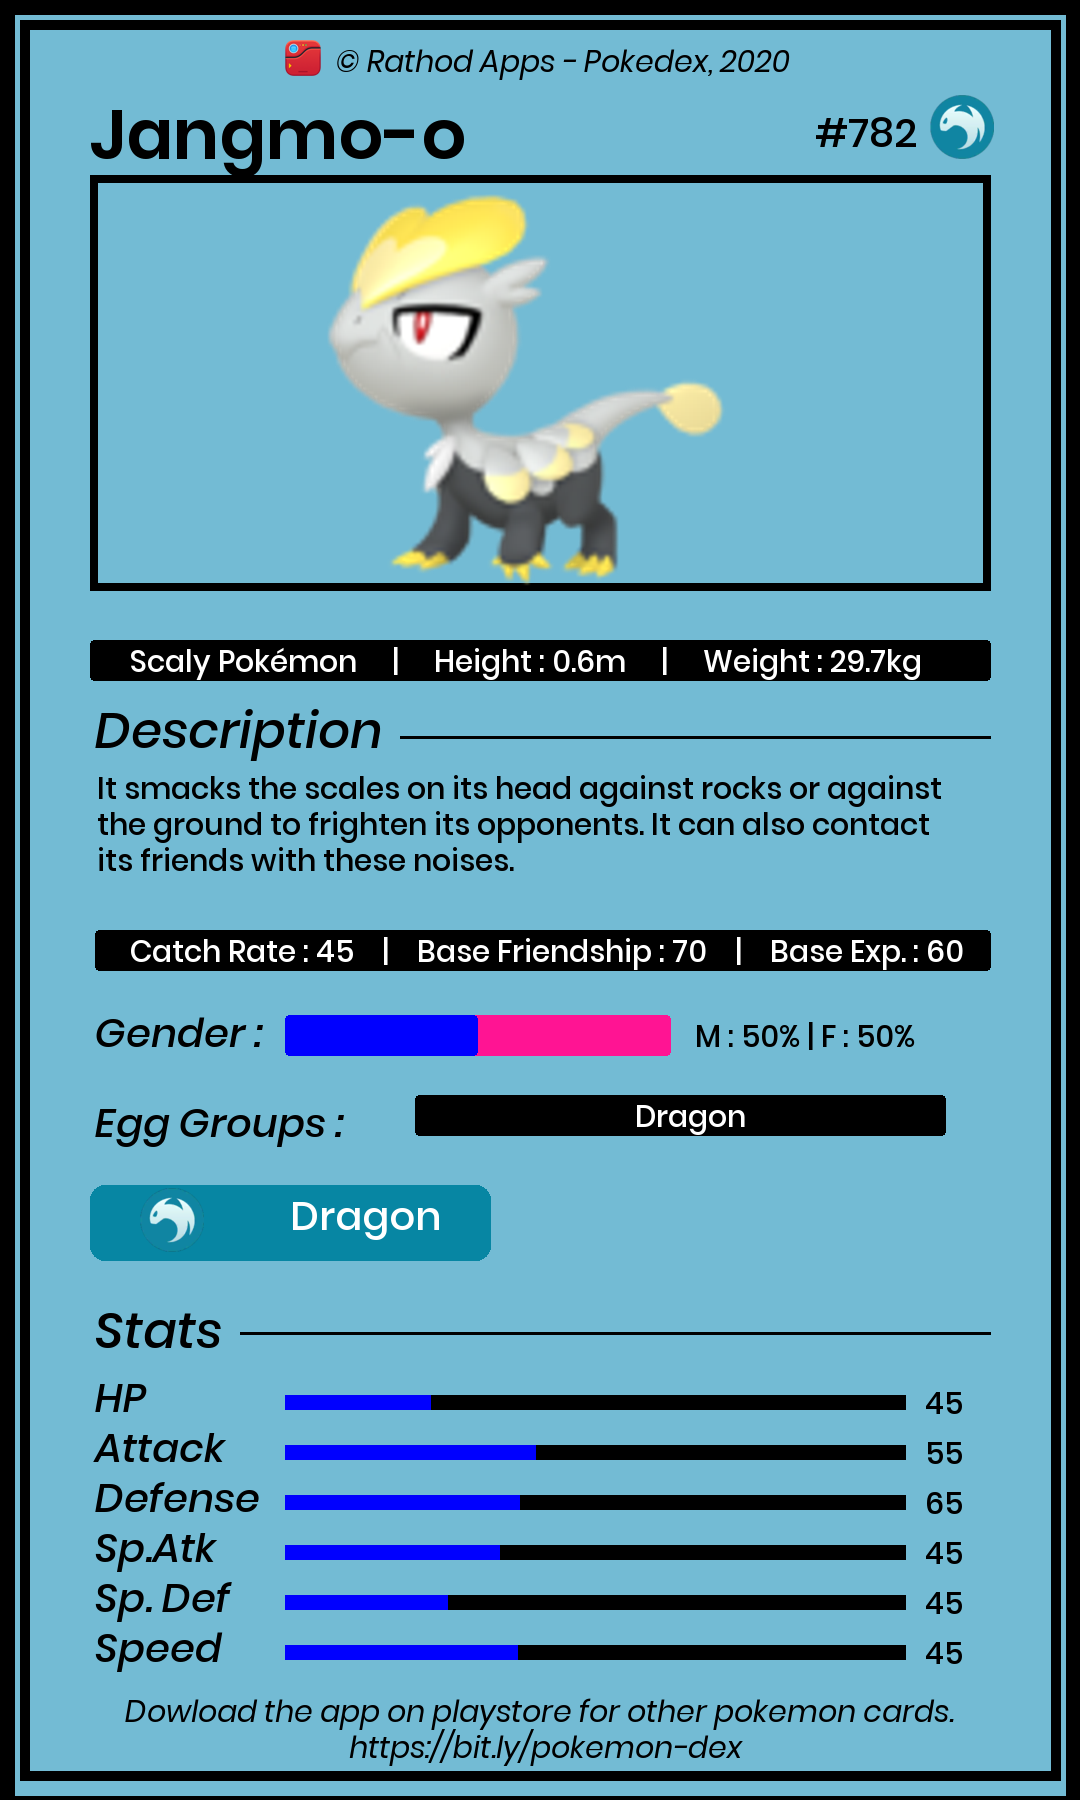 © Rathod Apps - Pokedex, 2020
Jangmo-o #782
Scaly Pokémon | Height : 0.6m | Weight : 29.7kg
Description
It smacks the scales on its head against rocks or against
the ground to frighten its opponents. It can also contact
its friends with these noises.
Catch Rate : 45 | Base Friendship : 70 | Base Exp. : 60
Gender : M : 50% | F : 50%
Egg Groups : Dragon
Dragon
Stats
HP 45
Attack 55
Defense 65
Sp.Atk 45
Sp. Def 45
Speed 45
Dowload the app on playstore for other pokemon cards.
https://bit.ly/pokemon-dex